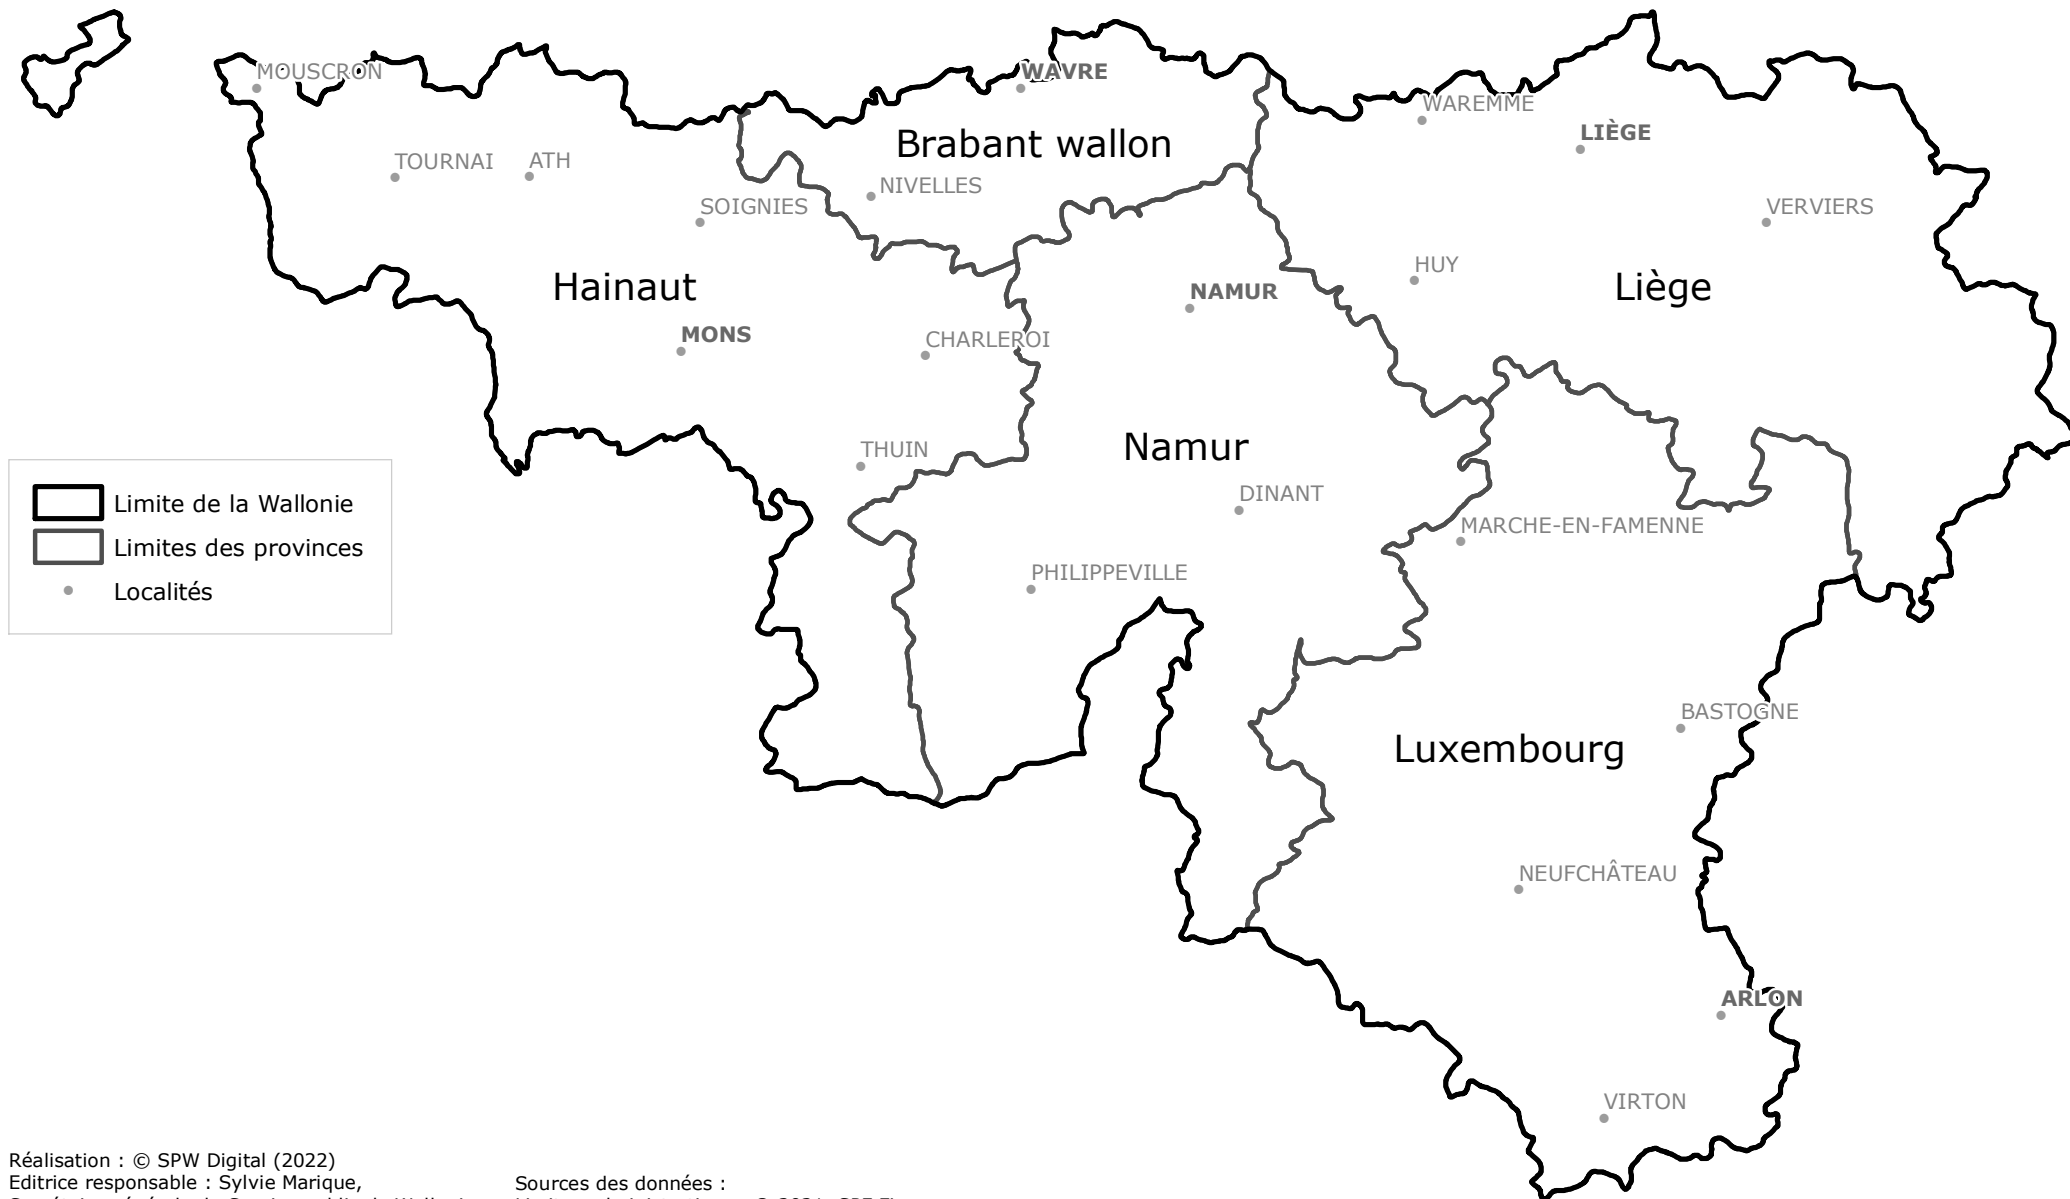 MOUSCRON
WAVRE
WAREMME
LIÈGE
Brabant wallon
TOURNAI
ATH
NIVELLES
SOIGNIES
VERVIERS
HUY
Hainaut
NAMUR
Liège
MONS
CHARLEROI
THUIN
Namur
DINANT
Limite de la Wallonie
MARCHE-EN-FAMENNE
Limites des provinces
PHILIPPEVILLE
Localités
BASTOGNE
Luxembourg
NEUFCHÂTEAU
ARLON
VIRTON
Réalisation : © SPW Digital (2022)
Editrice responsable : Sylvie Marique,
Sources des données :